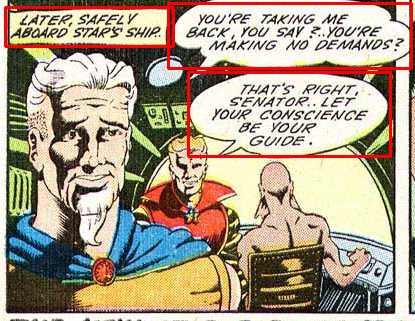 LATER, SAFELY
ABOARD STAR'S SHIP.
YOU'RE TAKING ME
BACK, YOU SAY?..YOU'RE
MAKING NO DEMANDS?
THAT'S RIGHT,
SENATOR..LET
YOUR CONSCIENCE
BE YOUR
GUIDE.